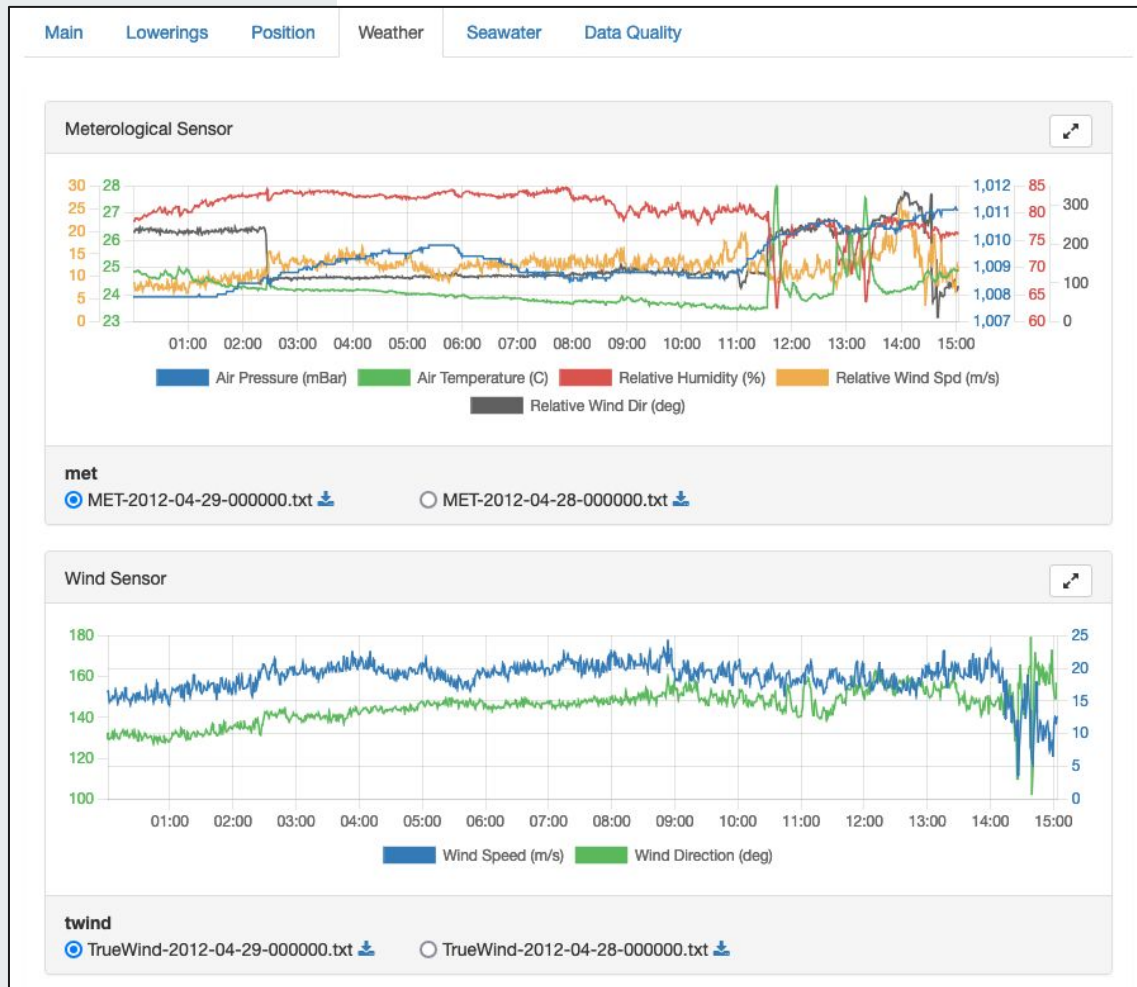 Main Lowerings Position Weather Seawater Data Quality
Meterological Sensor
30 28 1,012 85
25 27 1,011 80 300
20 26 1,010 75 200
15 25 1,009 70
10 24 1,008 65 100
5
0 23 1,007 60 0
01:00 02:00 03:00 04:00 05:00 06:00 07:00 08:00 09:00 10:00 11:00 12:00 13:00 14:00 15:00
Air Pressure (mBar) Air Temperature (C) Relative Humidity (%) Relative Wind Spd (m/s)
Relative Wind Dir (deg)
met
MET-2012-04-29-000000.txt MET-2012-04-28-000000.txt
Wind Sensor
180 25
160 20
140 15
120 10
100 5
0
01:00 02:00 03:00 04:00 05:00 06:00 07:00 08:00 09:00 10:00 11:00 12:00 13:00 14:00 15:00
Wind Speed (m/s) Wind Direction (deg)
twind
TrueWind-2012-04-29-000000.txt TrueWind-2012-04-28-000000.txt